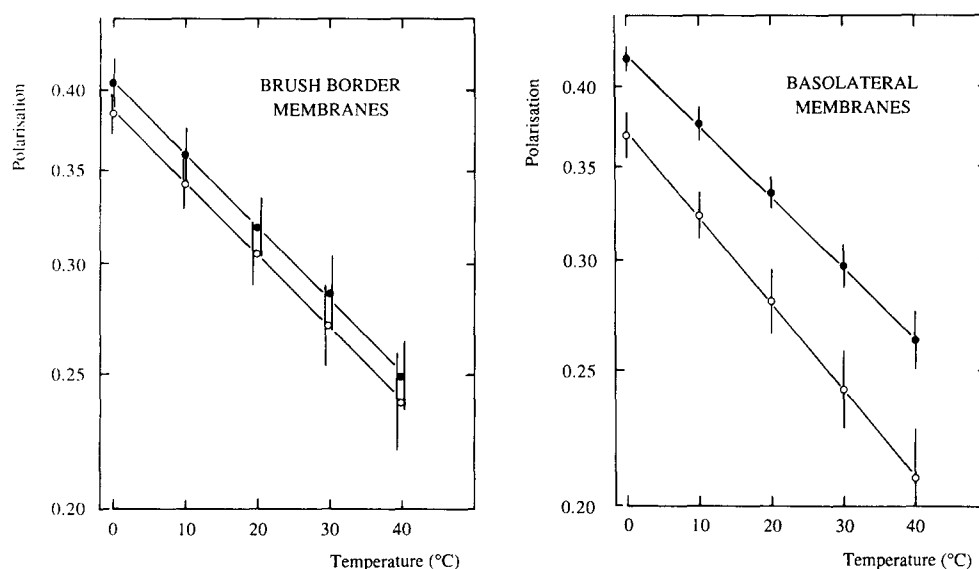 Polarisation
BRUSH BORDER
MEMBRANES
0.40
0.35
0.30
0.25
0.20
0 10 20 30 40
Temperature (°C)
Polarisation
BASOLATERAL
MEMBRANES
0.40
0.35
0.30
0.25
0.20
0 10 20 30 40
Temperature (°C)